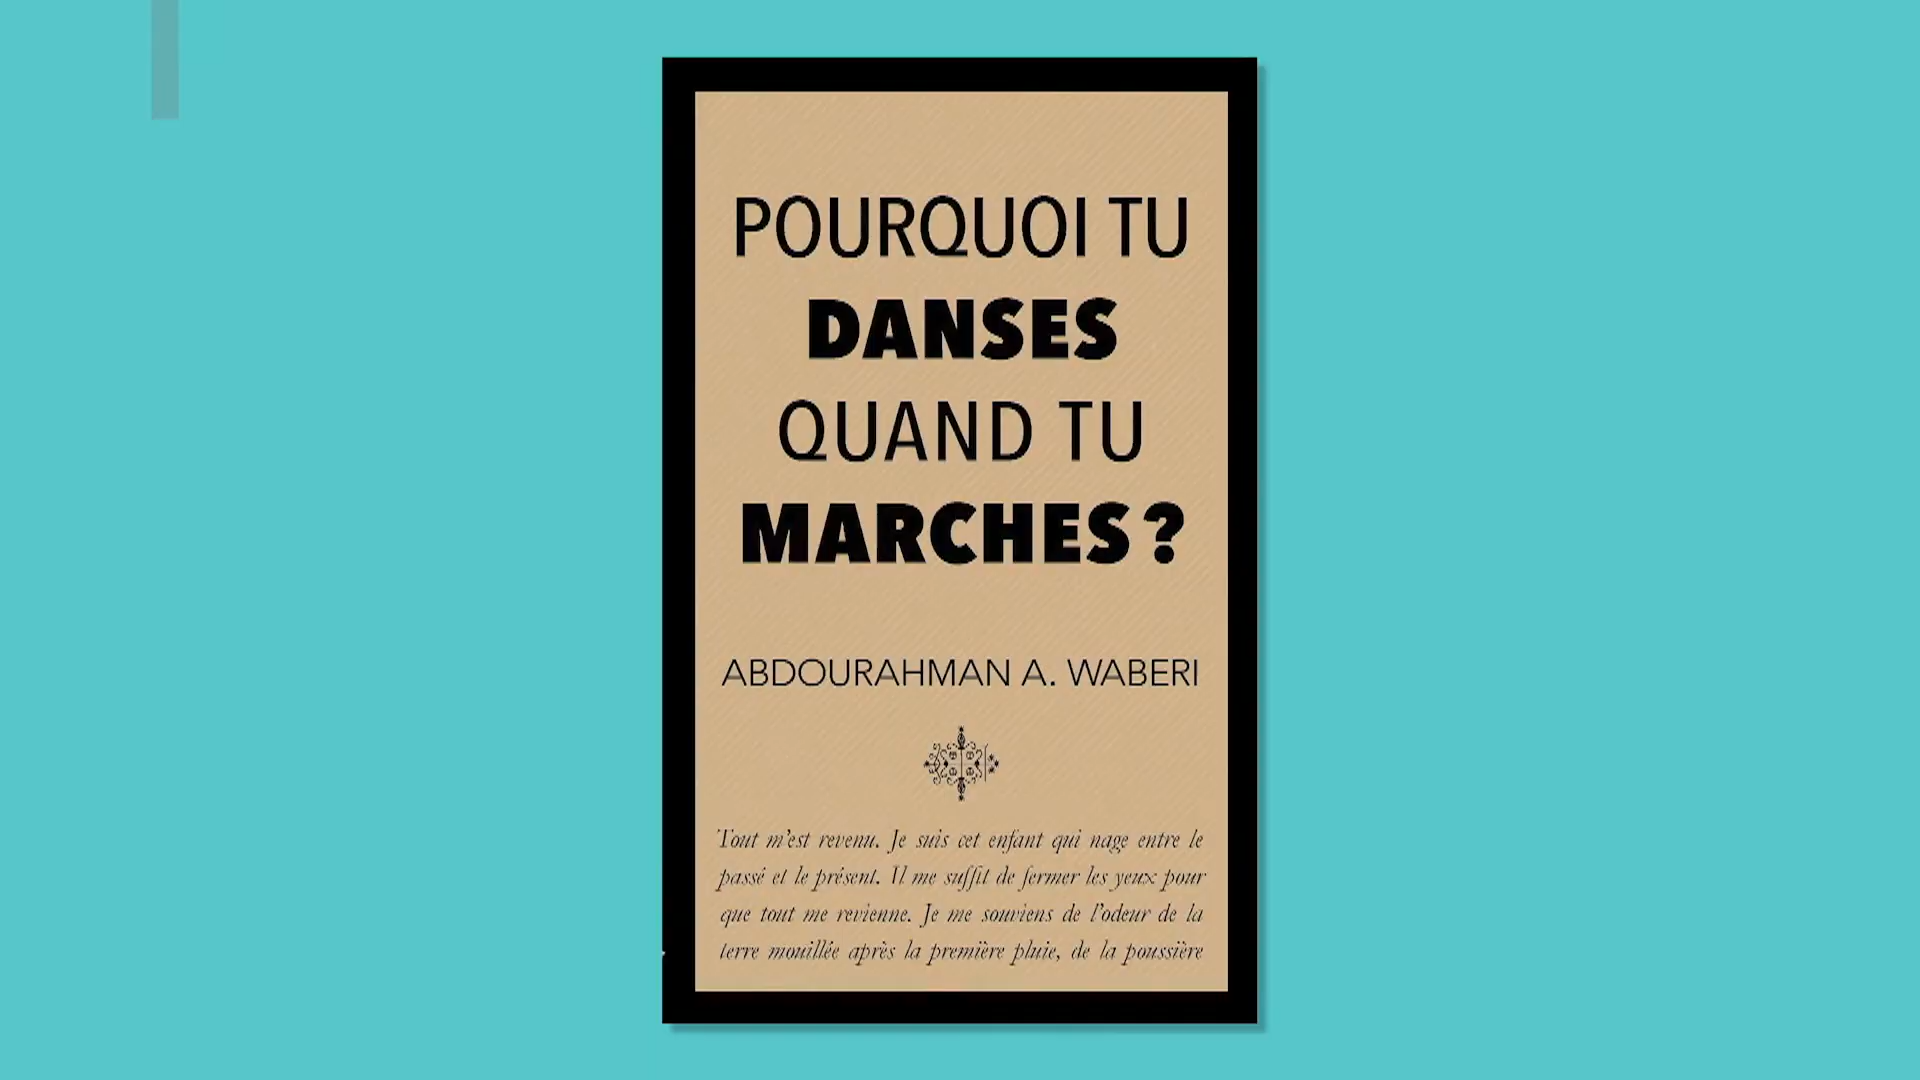 POURQUOI TU
DANSES
QUAND TU
MARCHES ?
ABDOURAHMAN A. WABERI
Tout m'est revenu. Je suis cet enfant qui nage entre le
passé et le présent. Il me suffit de fermer les yeux pour
que tout me revienne. Je me souviens de l'odeur de la
terre mouillée après la première pluie, de la poussière